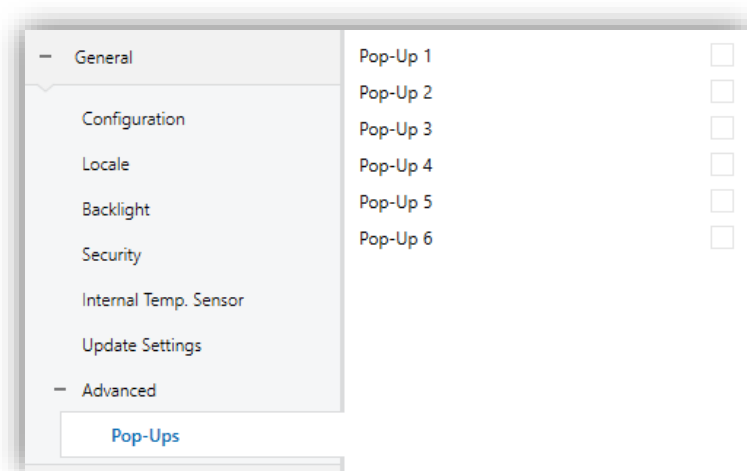 General
Configuration
Locale
Backlight
Security
Internal Temp. Sensor
Update Settings
Advanced
Pop-Ups
Pop-Up 1
Pop-Up 2
Pop-Up 3
Pop-Up 4
Pop-Up 5
Pop-Up 6